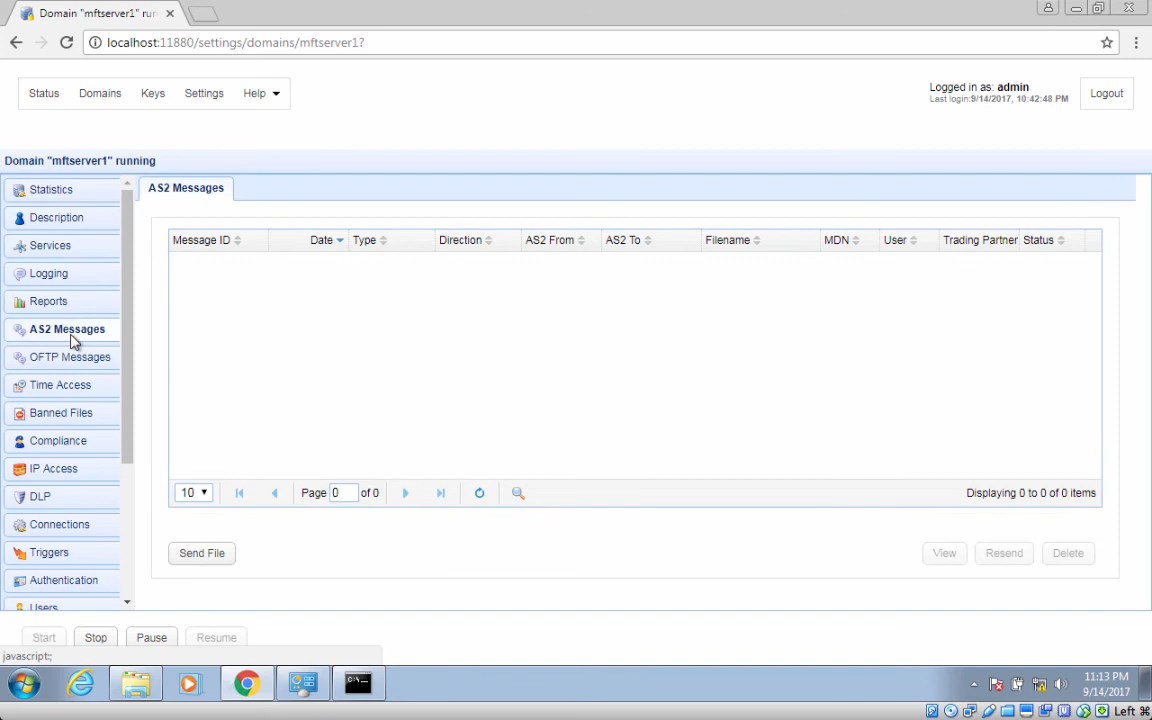 Domain "mftserver1" run
localhost:11880/settings/domains/mftserver1?
Status Domains Keys Settings Help
Logged in as: admin
Last login:9/14/2017, 10:42:48 PM
Logout
Domain "mftserver1" running
Statistics
Description
Services
Logging
Reports
AS2 Messages
OFTP Messages
Time Access
Banned Files
Compliance
IP Access
DLP
Connections
Triggers
Authentication
Users
AS2 Messages
Message ID Date Type Direction AS2 From AS2 To Filename MDN User Trading Partner Status
10 Page 0 of 0 Displaying 0 to 0 of 0 items
Send File View Resend Delete
Start Stop Pause Resume
javascript:;
11:13 PM
9/14/2017
Left ⌘